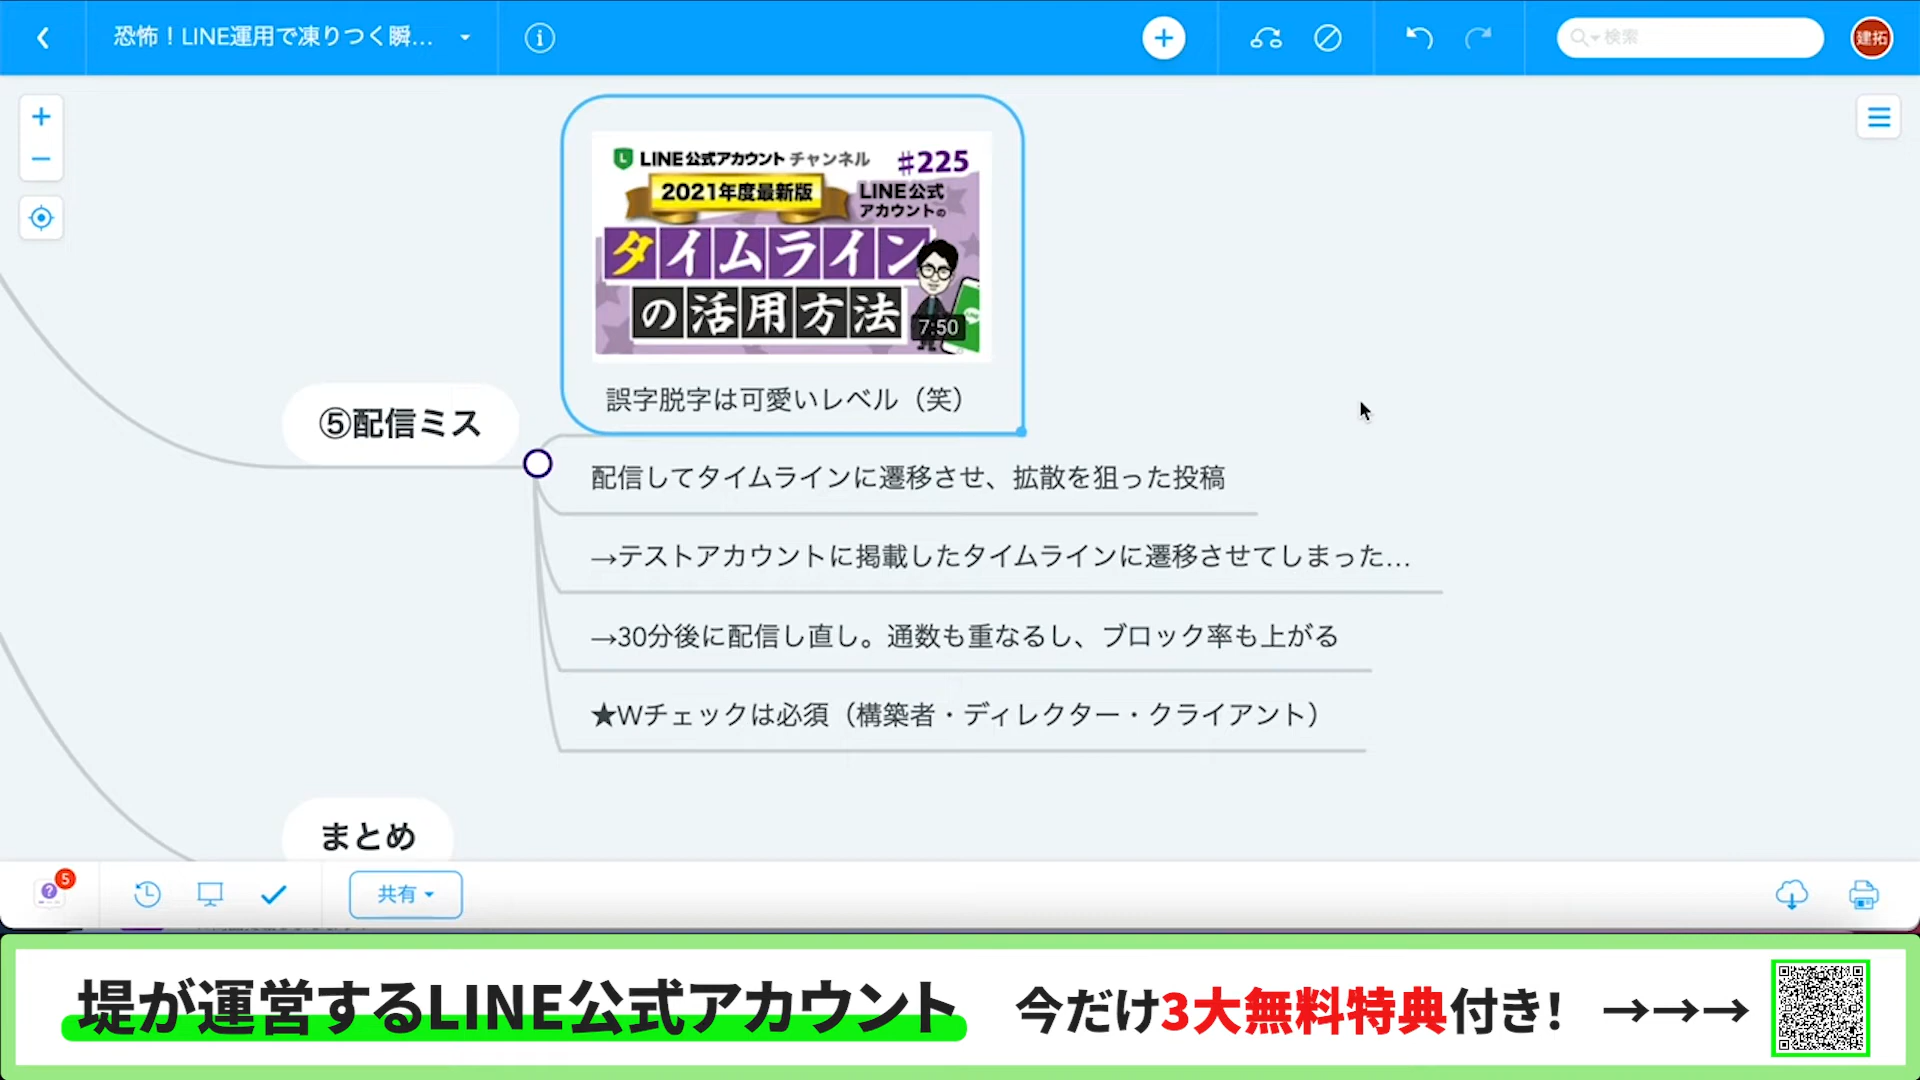 恐怖！LINE運用で凍りつく瞬…
検索
建拓
LINE公式アカウント チャンネル
#225
2021年度最新版
LINE公式
アカウントの
タイムライン
の活用方法
7:50
誤字脱字は可愛いレベル（笑）
⑤配信ミス
配信してタイムラインに遷移させ、拡散を狙った投稿
→テストアカウントに掲載したタイムラインに遷移させてしまった…
→30分後に配信し直し。通数も重なるし、ブロック率も上がる
★Wチェックは必須（構築者・ディレクター・クライアント）
まとめ
5
共有
堤が運営するLINE公式アカウント 今だけ3大無料特典付き！ →→→